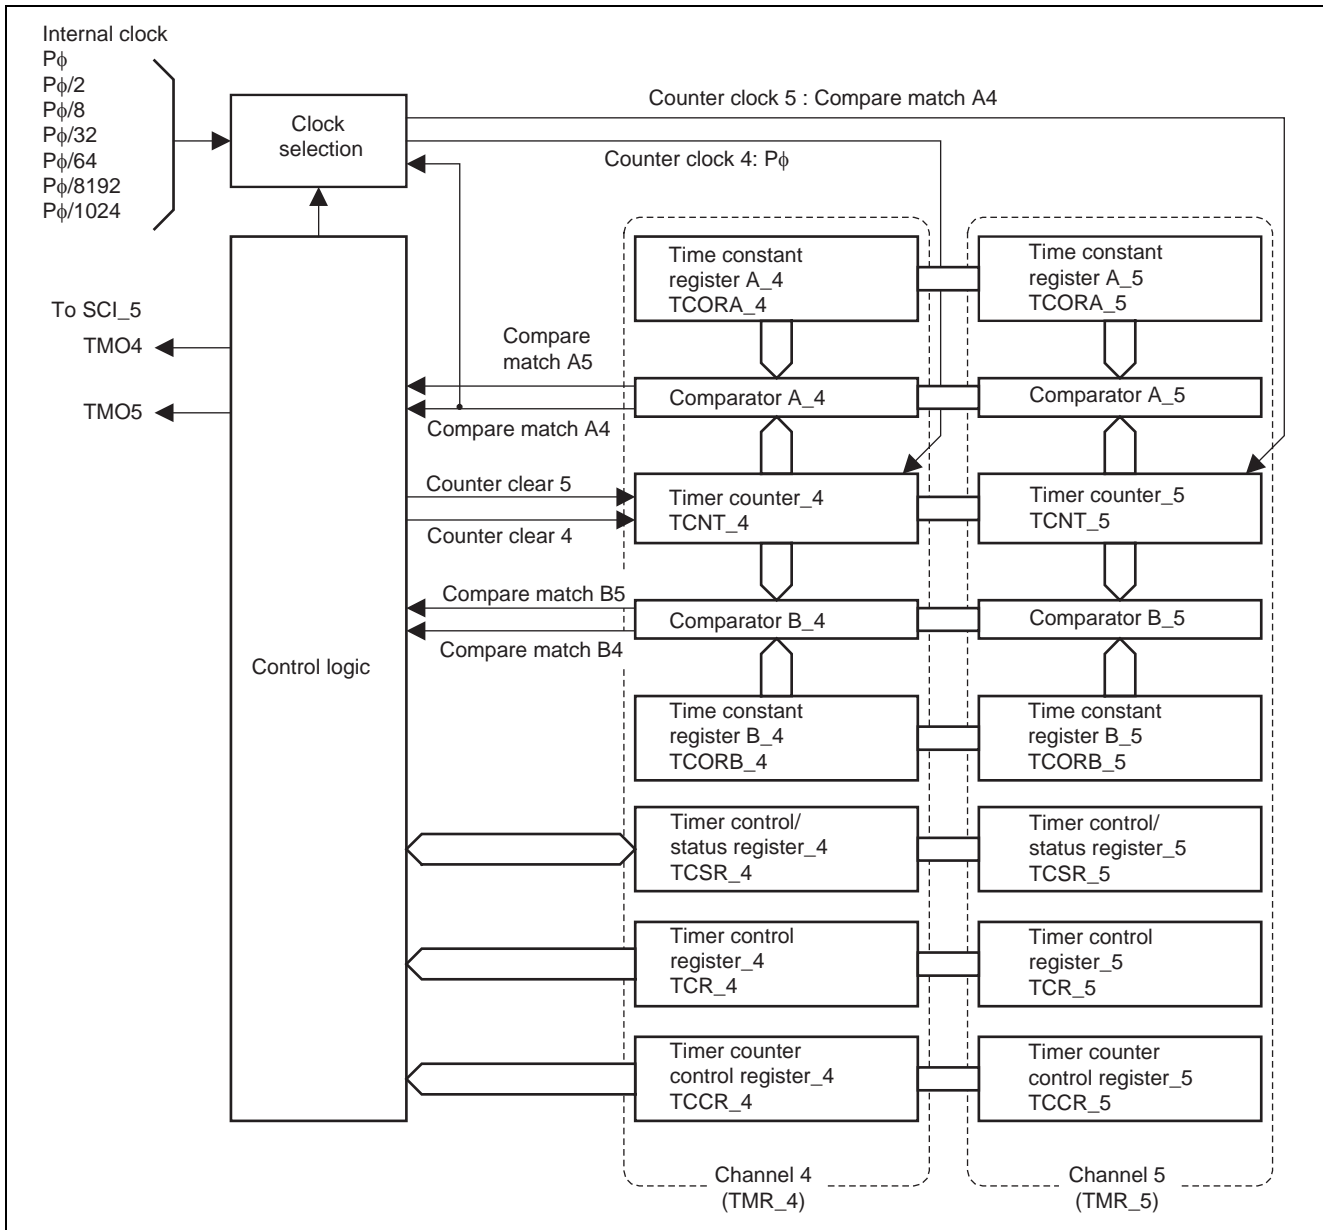 Internal clock
Pϕ
Pϕ/2
Pϕ/8
Pϕ/32
Pϕ/64
Pϕ/8192
Pϕ/1024
Clock
selection
Counter clock 5 : Compare match A4
Counter clock 4: Pϕ
To SCI_5
TMO4
TMO5
Control logic
Compare
match A5
Compare match A4
Counter clear 5
Counter clear 4
Compare match B5
Compare match B4
Time constant
register A_4
TCORA_4
Comparator A_4
Timer counter_4
TCNT_4
Comparator B_4
Time constant
register B_4
TCORB_4
Timer control/
status register_4
TCSR_4
Timer control
register_4
TCR_4
Timer counter
control register_4
TCCR_4
Channel 4
(TMR_4)
Time constant
register A_5
TCORA_5
Comparator A_5
Timer counter_5
TCNT_5
Comparator B_5
Time constant
register B_5
TCORB_5
Timer control/
status register_5
TCSR_5
Timer control
register_5
TCR_5
Timer counter
control register_5
TCCR_5
Channel 5
(TMR_5)